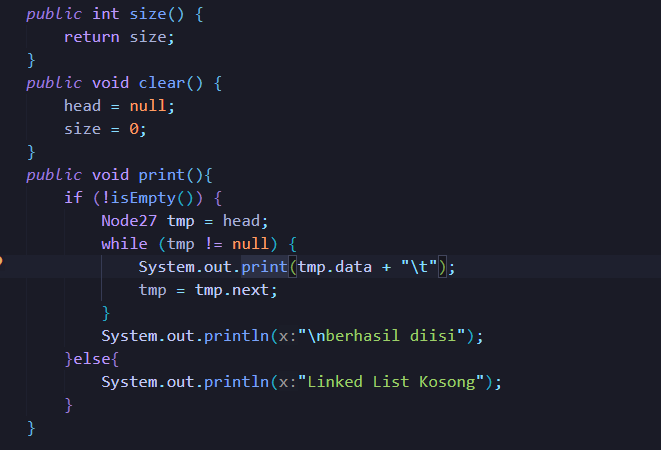 public int size() {
    return size;
}
public void clear() {
    head = null;
    size = 0;
}
public void print(){
    if (!isEmpty()) {
        Node27 tmp = head;
        while (tmp != null) {
            System.out.print(tmp.data + "\t");
            tmp = tmp.next;
        }
        System.out.println(x:"\nberhasil diisi");
    }else{
        System.out.println(x:"Linked List Kosong");
    }
}